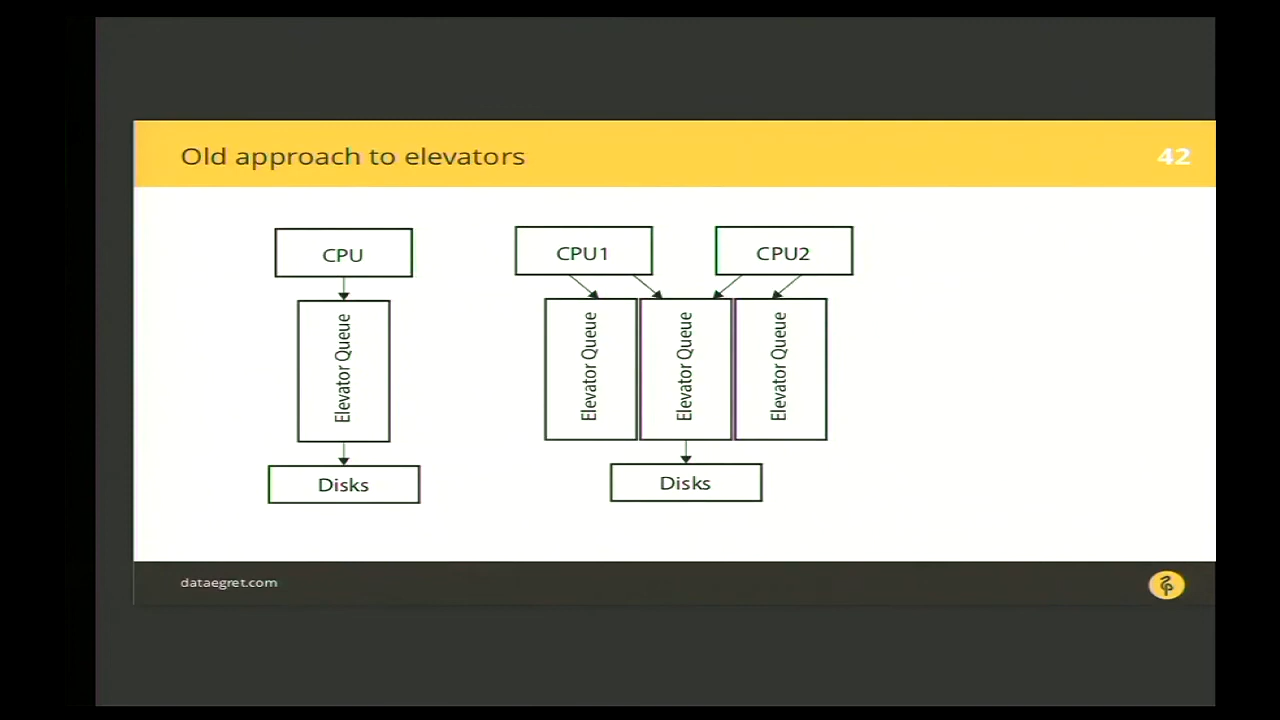 Old approach to elevators
42
CPU
CPU1
CPU2
Elevator Queue
Elevator Queue
Elevator Queue
Elevator Queue
Disks
Disks
dataegret.com